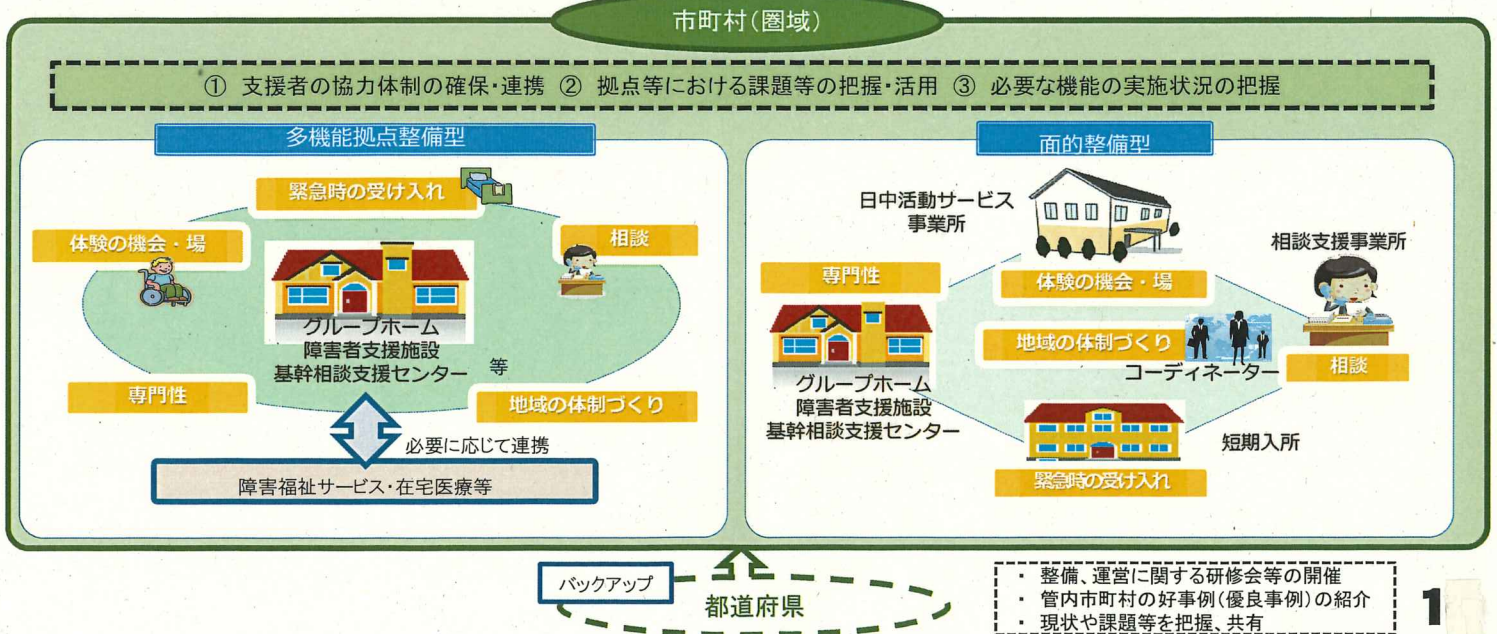 市町村(圏域)
① 支援者の協力体制の確保・連携 ② 拠点等における課題等の把握・活用 ③ 必要な機能の実施状況の把握
多機能拠点整備型
緊急時の受け入れ
体験の機会・場
相談
グループホーム
障害者支援施設
基幹相談支援センター 等
専門性
地域の体制づくり
必要に応じて連携
障害福祉サービス・在宅医療等
面的整備型
日中活動サービス
事業所
相談支援事業所
専門性
体験の機会・場
地域の体制づくり
コーディネーター
相談
グループホーム
障害者支援施設
基幹相談支援センター
短期入所
緊急時の受け入れ
バックアップ
都道府県
・ 整備、運営に関する研修会等の開催
・ 管内市町村の好事例(優良事例)の紹介
・ 現状や課題等を把握、共有
1